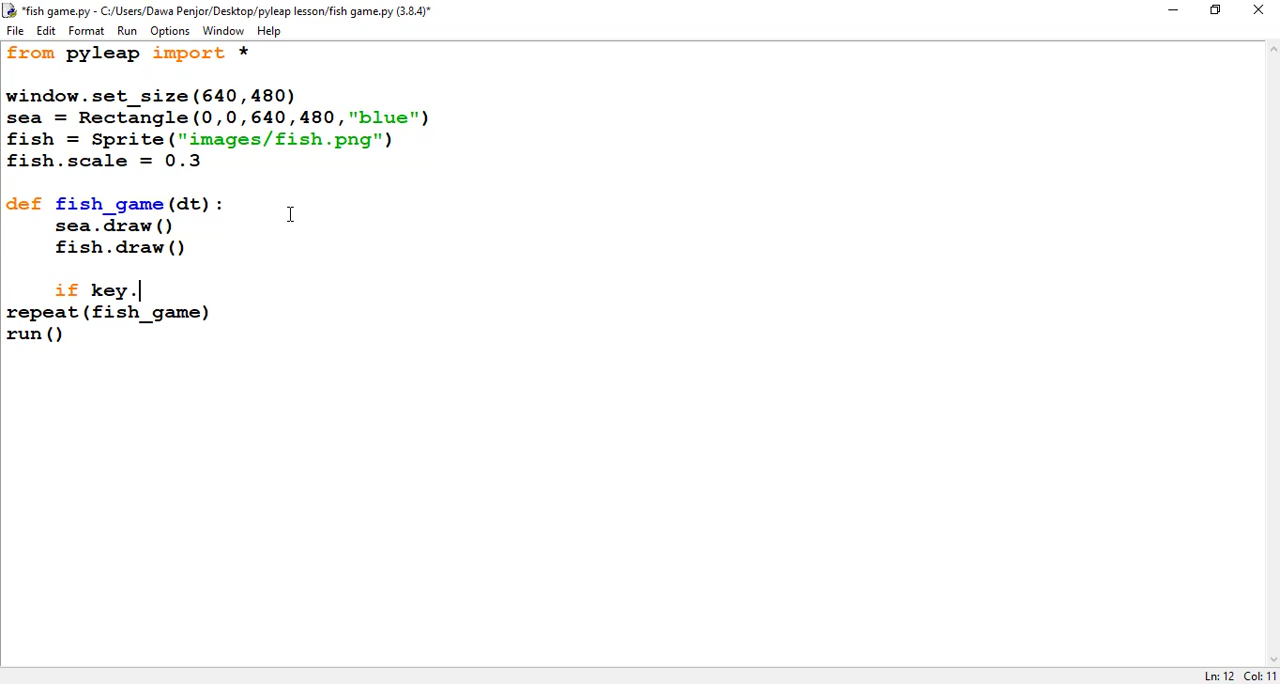 *fish game.py - C:/Users/Dawa Penjor/Desktop/pyleap lesson/fish game.py (3.8.4)*
File Edit Format Run Options Window Help
from pyleap import *
window.set_size(640,480)
sea = Rectangle(0,0,640,480,"blue")
fish = Sprite("images/fish.png")
fish.scale = 0.3
def fish_game(dt):
    sea.draw()
    fish.draw()
    if key.
repeat(fish_game)
run()
Ln: 12 Col: 11